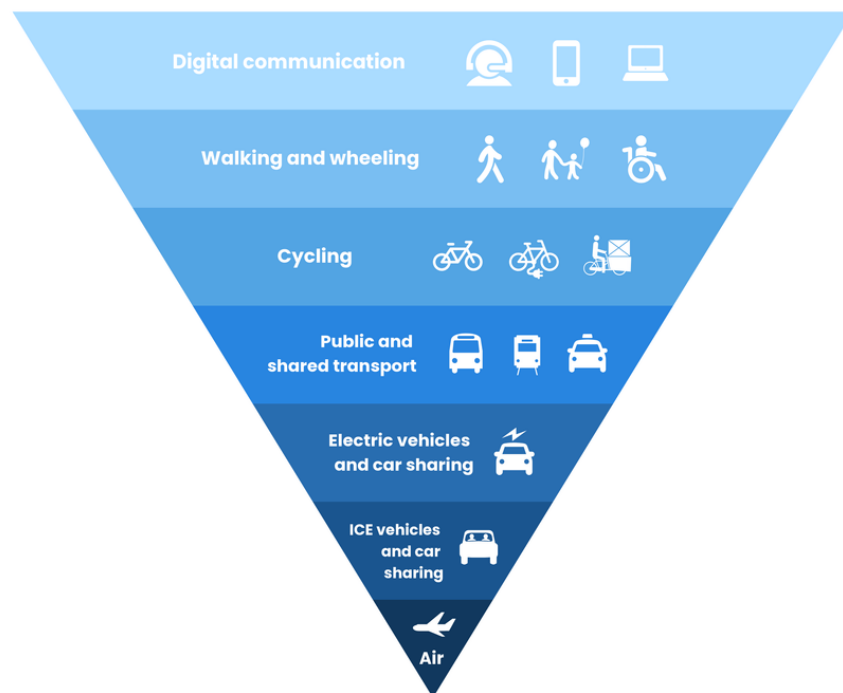 Digital communication
Walking and wheeling
Cycling
Public and
shared transport
Electric vehicles
and car sharing
ICE vehicles
and car
sharing
Air